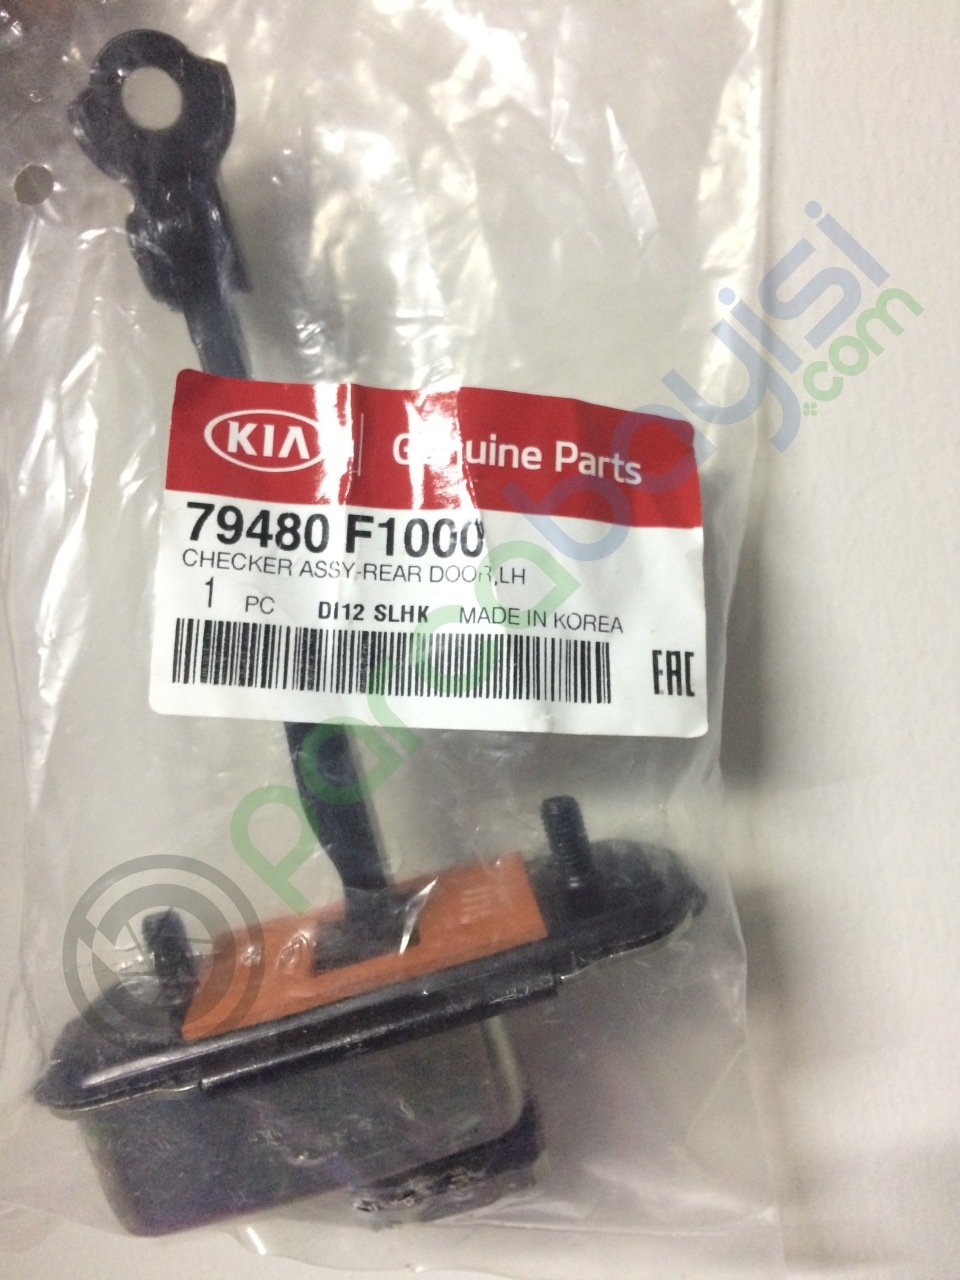 KIA Genuine Parts
79480 F1000
CHECKER ASSY-REAR DOOR,LH
1 PC DI12 SLHK MADE IN KOREA
EAC
parcabayisi
.com